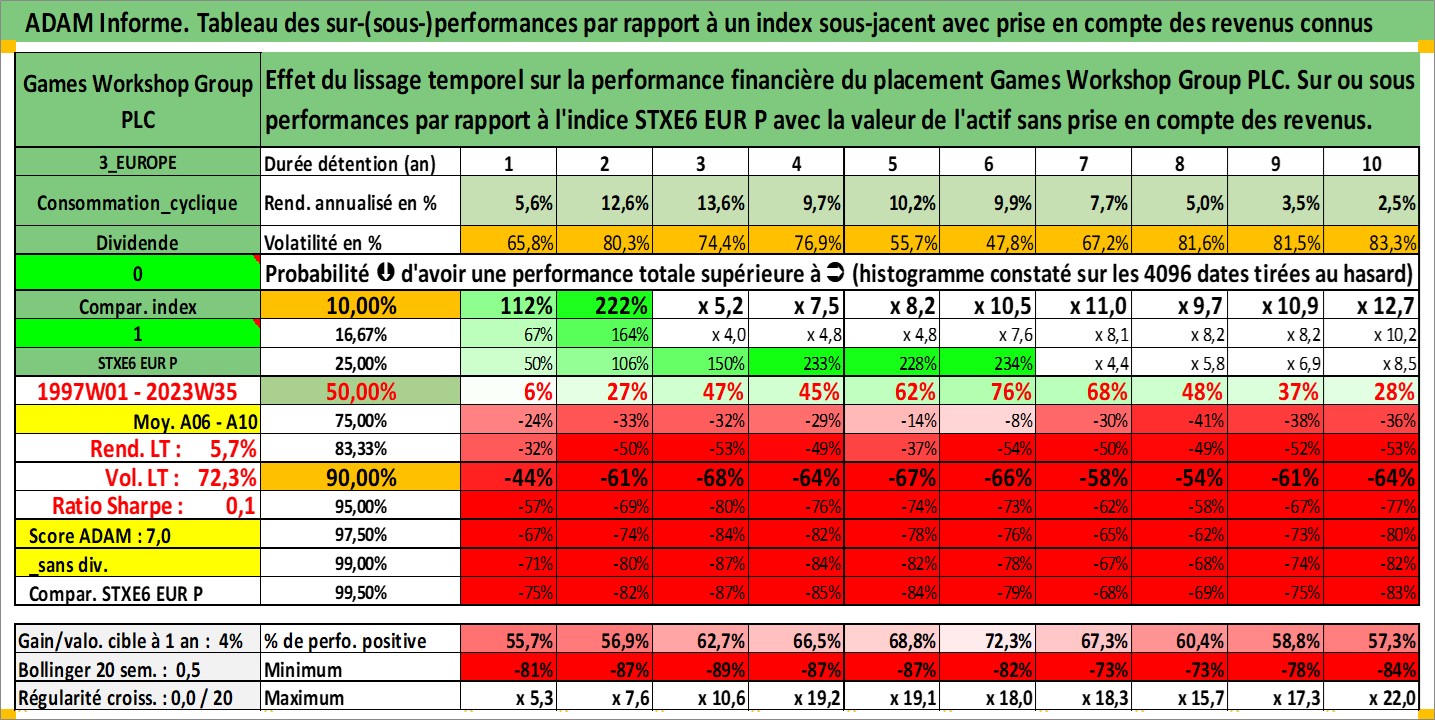 ADAM Informe. Tableau des sur-(sous-)performances par rapport à un index sous-jacent avec prise en compte des revenus connus
Games Workshop Group PLC
Effet du lissage temporel sur la performance financière du placement Games Workshop Group PLC. Sur ou sous
performances par rapport à l'indice STXE6 EUR P avec la valeur de l'actif sans prise en compte des revenus.
3_EUROPE Durée détention (an) 1 2 3 4 5 6 7 8 9 10
Consommation_cyclique Rend. annualisé en % 5,6% 12,6% 13,6% 9,7% 10,2% 9,9% 7,7% 5,0% 3,5% 2,5%
Dividende Volatilité en % 65,8% 80,3% 74,4% 76,9% 55,7% 47,8% 67,2% 81,6% 81,5% 83,3%
0 Probabilité ⬇ d'avoir une performance totale supérieure à ➲ (histogramme constaté sur les 4096 dates tirées au hasard)
Compar. index 10,00% 112% 222% x 5,2 x 7,5 x 8,2 x 10,5 x 11,0 x 9,7 x 10,9 x 12,7
1 16,67% 67% 164% x 4,0 x 4,8 x 4,8 x 7,6 x 8,1 x 8,2 x 8,2 x 10,2
STXE6 EUR P 25,00% 50% 106% 150% 233% 228% 234% x 4,4 x 5,8 x 6,9 x 8,5
1997W01 - 2023W35 50,00% 6% 27% 47% 45% 62% 76% 68% 48% 37% 28%
Moy. A06 - A10 75,00% -24% -33% -32% -29% -14% -8% -30% -41% -38% -36%
Rend. LT : 5,7% 83,33% -32% -50% -53% -49% -37% -54% -50% -49% -52% -53%
Vol. LT : 72,3% 90,00% -44% -61% -68% -64% -67% -66% -58% -54% -61% -64%
Ratio Sharpe : 0,1 95,00% -57% -69% -80% -76% -74% -73% -62% -58% -67% -77%
Score ADAM : 7,0 97,50% -67% -74% -84% -82% -78% -76% -65% -62% -73% -80%
_sans div. 99,00% -71% -80% -87% -84% -82% -78% -67% -68% -74% -82%
Compar. STXE6 EUR P 99,50% -75% -82% -87% -85% -84% -79% -68% -69% -75% -83%
Gain/valo. cible à 1 an : 4% % de perfo. positive 55,7% 56,9% 62,7% 66,5% 68,8% 72,3% 67,3% 60,4% 58,8% 57,3%
Bollinger 20 sem. : 0,5 Minimum -81% -87% -89% -87% -87% -82% -73% -73% -78% -84%
Régularité croiss. : 0,0 / 20 Maximum x 5,3 x 7,6 x 10,6 x 19,2 x 19,1 x 18,0 x 18,3 x 15,7 x 17,3 x 22,0